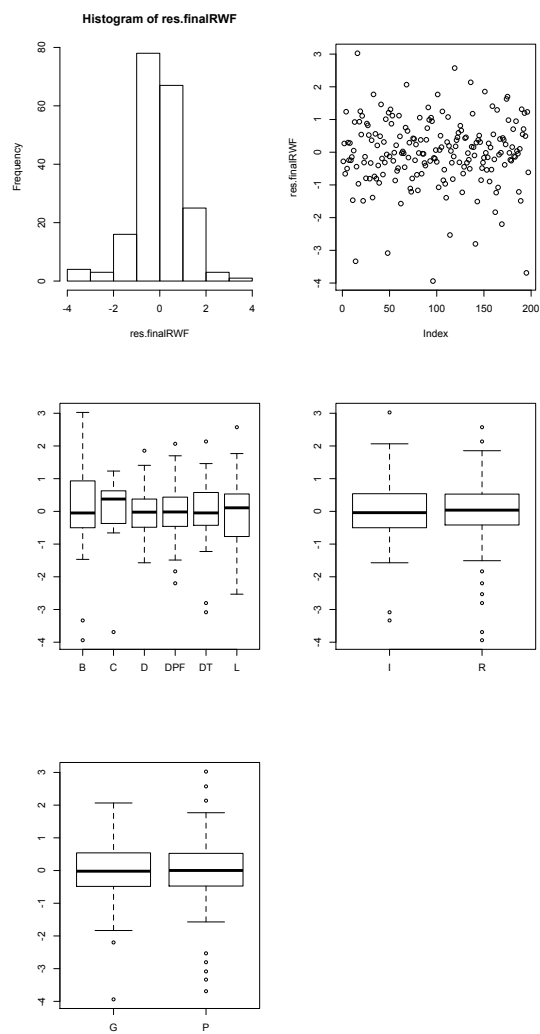 Histogram of res.finalRWF
Frequency
0 20 40 60 80
-4 -2 0 2 4
res.finalRWF
res.finalRWF
-4 -3 -2 -1 0 1 2 3
0 50 100 150 200
Index
-4 -3 -2 -1 0 1 2 3
B C D DPF DT L
-4 -3 -2 -1 0 1 2 3
I R
-4 -3 -2 -1 0 1 2 3
G P